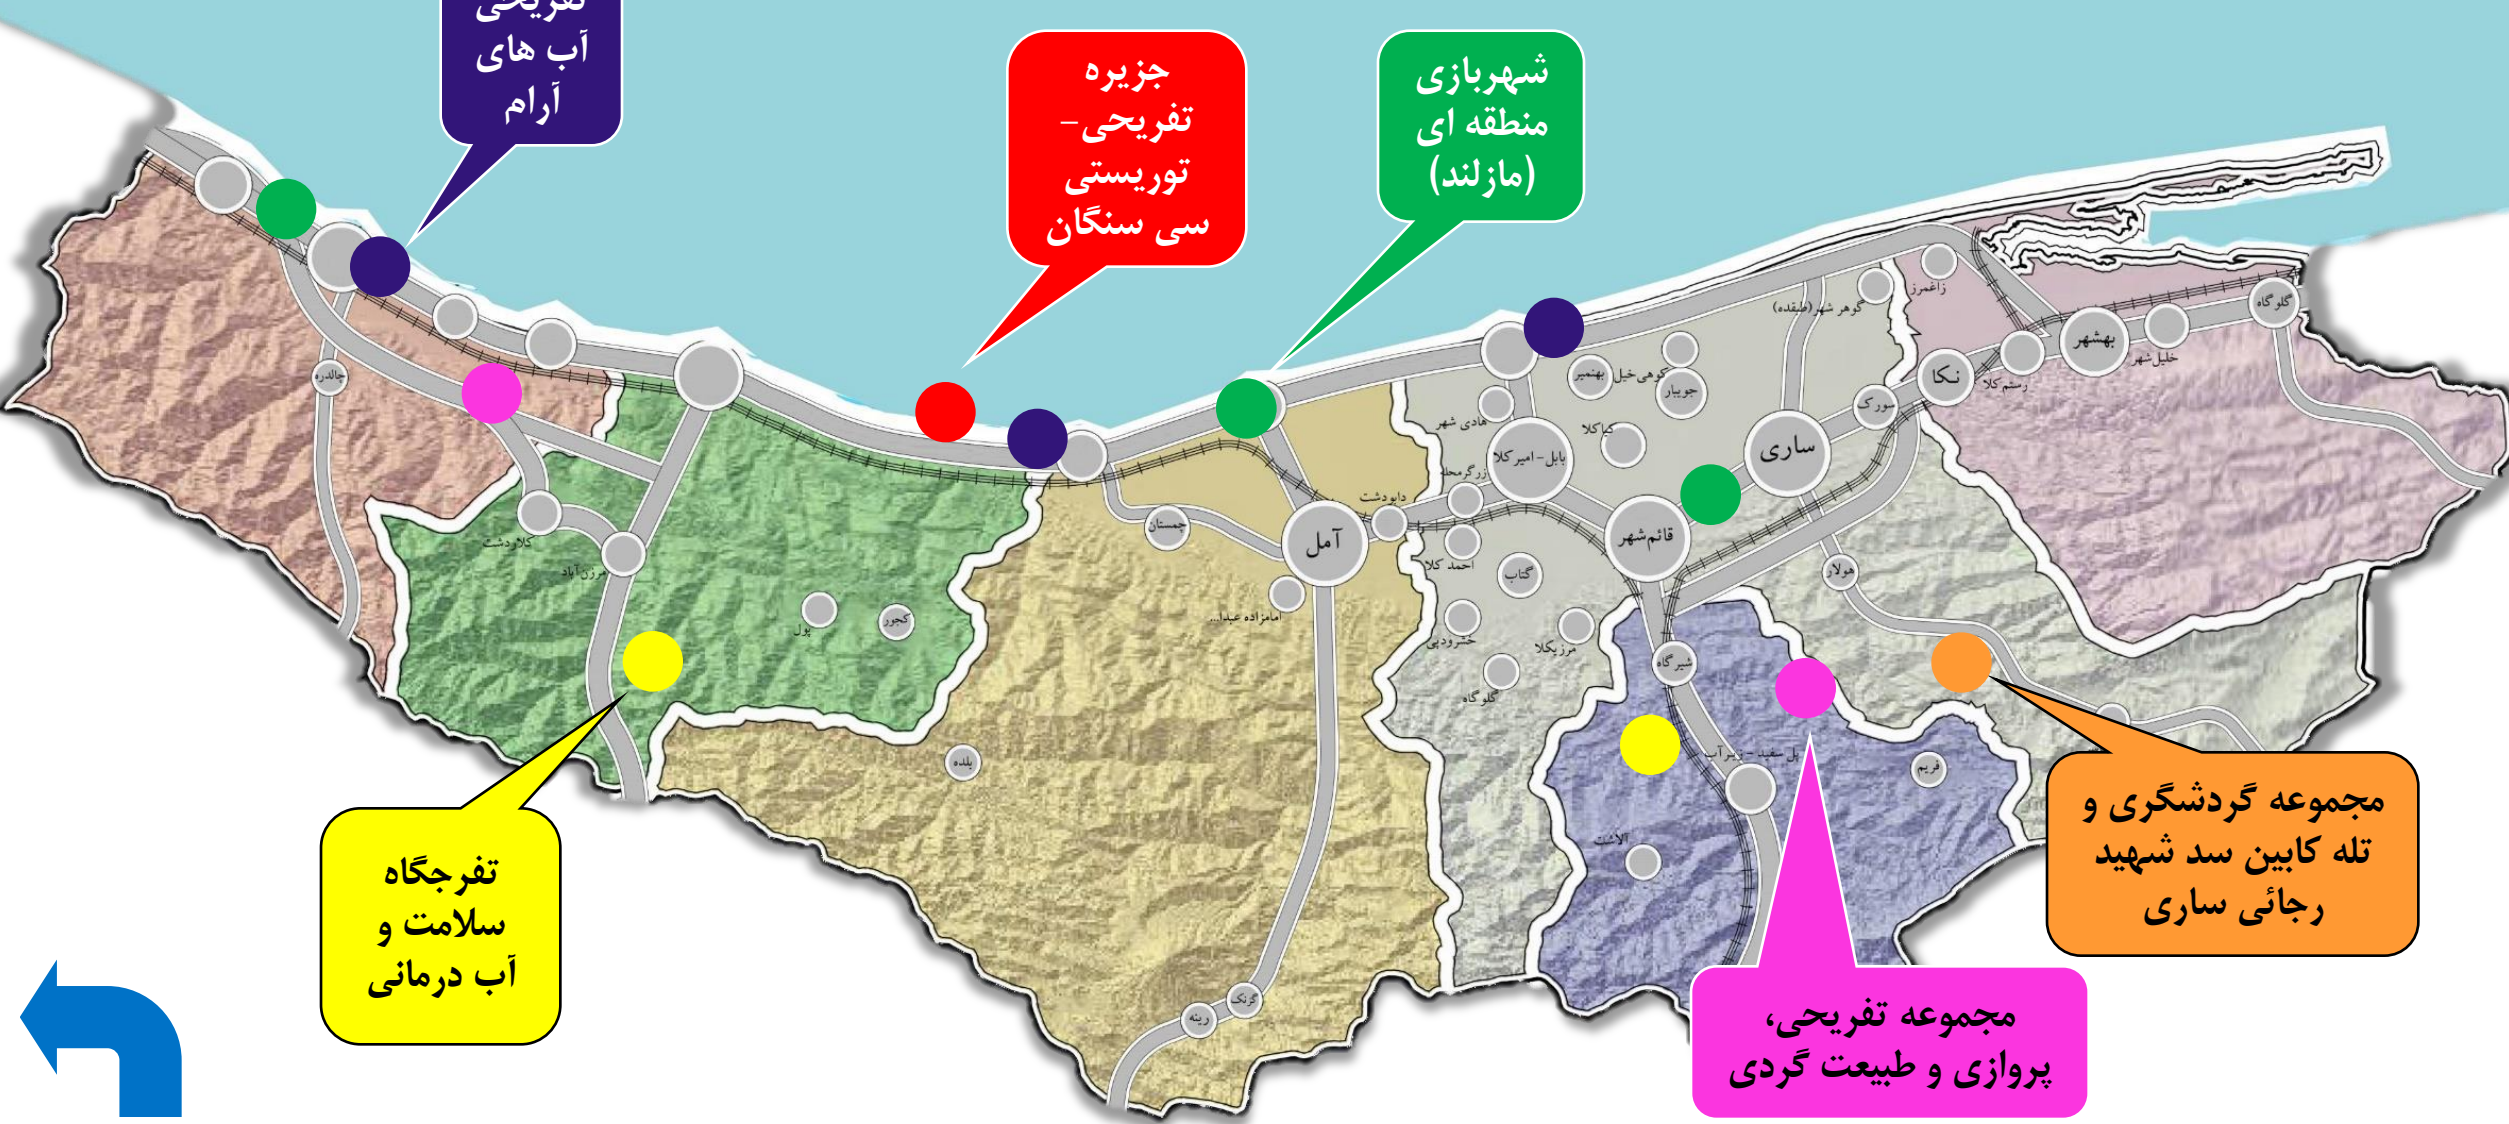 تفریحی
آب های
آرام
جزیره
تفریحی-
توریستی
سی سنگان
شهربازی
منطقه ای
(مازلند)
گوهر شهر(طبقده)
زاغمرز
گلوگاه
بهشهر
خلیل شهر
رستم کلا
نکا
سورک
ساری
کوهی خیل
بهنمیر
جویبار
کیاکلا
هادی شهر
بابل-امیرکلا
زرگرمحله
دابودشت
آمل
قائم‌شهر
احمد کلا
گتاب
خشرودپی
مرزیکلا
گلوگاه
امامزاده عبدا...
چمستان
چالدره
کلاردشت
مرزن آباد
پول
کجور
بلده
هولار
شیرگاه
پل سفید - زیرآب
فریم
آلاشت
گزنک
رینه
تفرجگاه
سلامت و
آب درمانی
مجموعه گردشگری و
تله کابین سد شهید
رجائی ساری
مجموعه تفریحی،
پروازی و طبیعت گردی